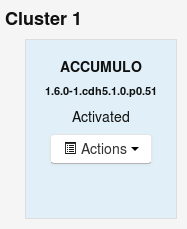 Cluster 1
ACCUMULO
1.6.0-1.cdh5.1.0.p0.51
Activated
Actions